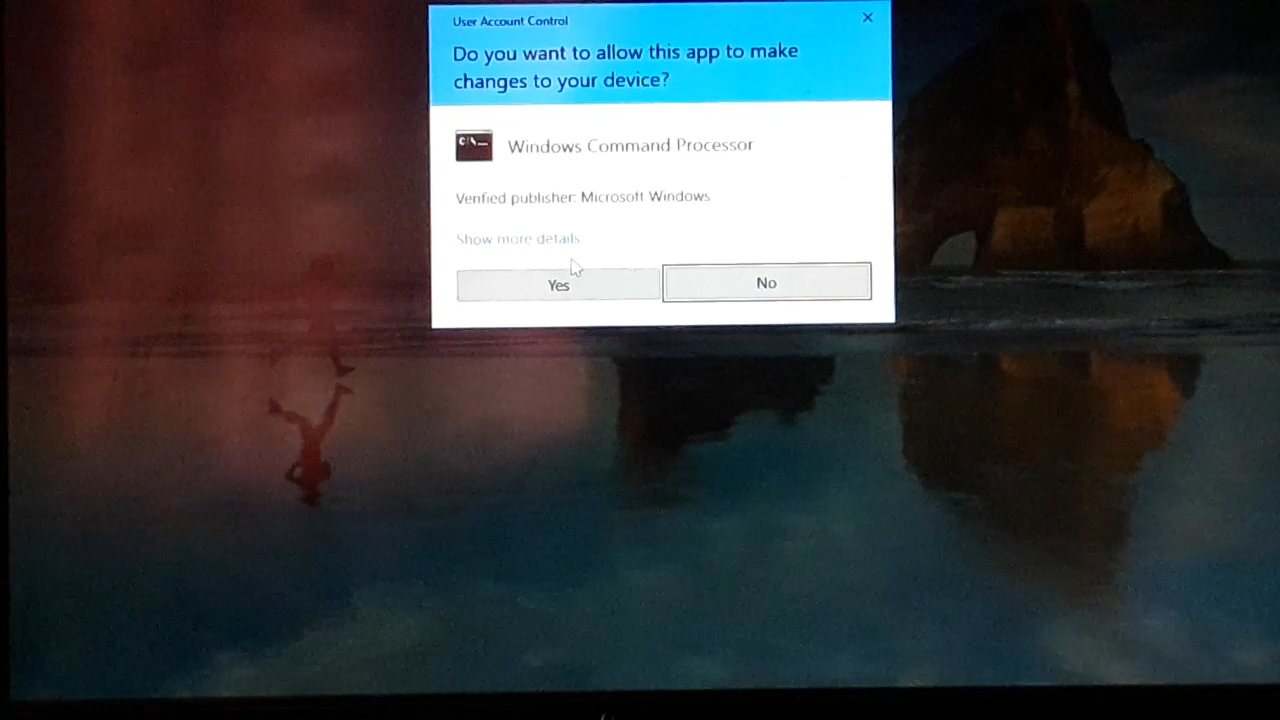 User Account Control
Do you want to allow this app to make
changes to your device?
C:\_
Windows Command Processor
Verified publisher: Microsoft Windows
Show more details
Yes
No